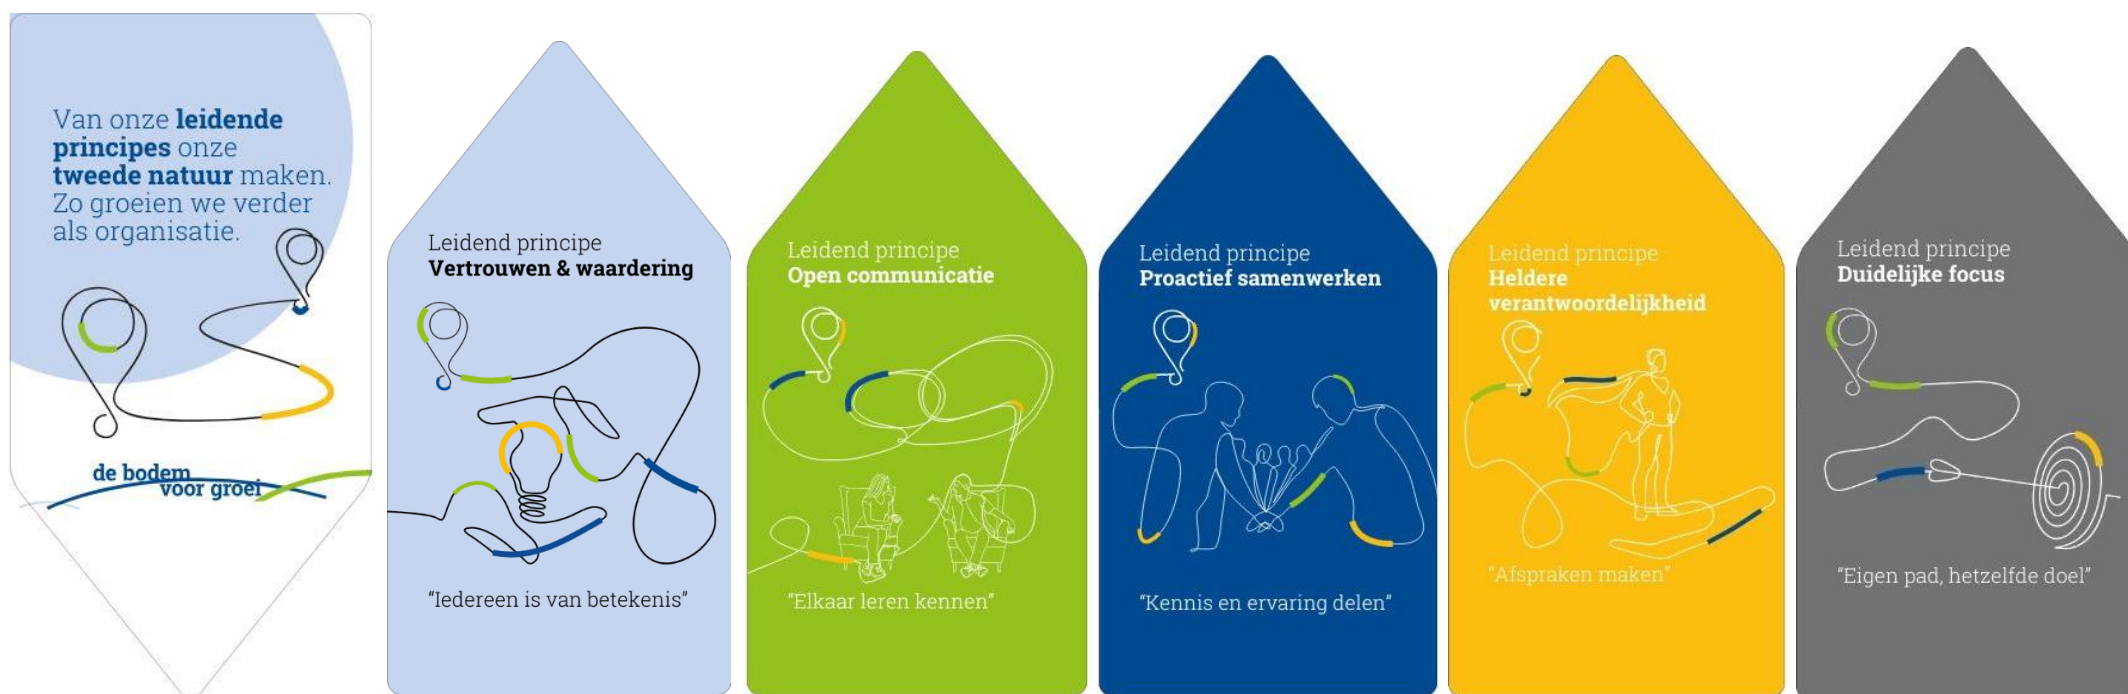 Van onze leidende
principes onze
tweede natuur maken.
Zo groeien we verder
als organisatie.
de bodem
voor groei
Leidend principe
Vertrouwen & waardering
"Iedereen is van betekenis"
Leidend principe
Open communicatie
"Elkaar leren kennen"
Leidend principe
Proactief samenwerken
"Kennis en ervaring delen"
Leidend principe
Heldere
verantwoordelijkheid
"Afspraken maken"
Leidend principe
Duidelijke focus
"Eigen pad, hetzelfde doel"